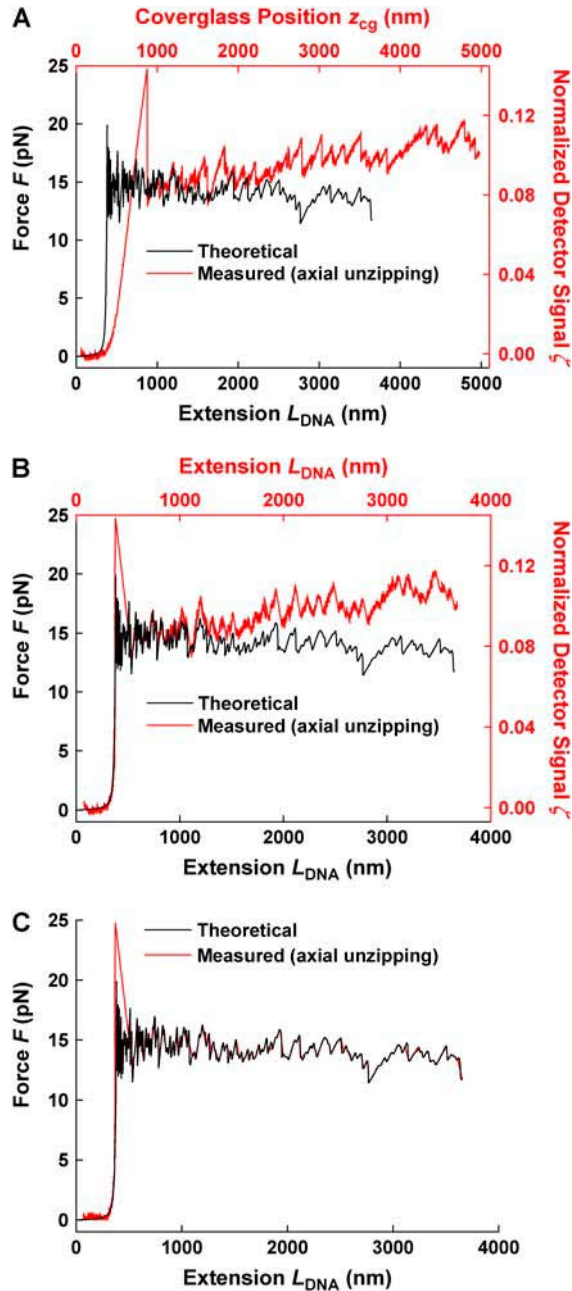 A
Coverglass Position zcg (nm)
0 1000 2000 3000 4000 5000
25
20
15
10
5
0
Force F (pN)
0.12
0.08
0.04
0.00
Normalized Detector Signal ζ
Theoretical
Measured (axial unzipping)
0 1000 2000 3000 4000 5000
Extension LDNA (nm)
B
Extension LDNA (nm)
0 1000 2000 3000 4000
25
20
15
10
5
0
Force F (pN)
0.12
0.08
0.04
0.00
Normalized Detector Signal ζ
Theoretical
Measured (axial unzipping)
0 1000 2000 3000 4000
Extension LDNA (nm)
C
25
20
15
10
5
0
Force F (pN)
Theoretical
Measured (axial unzipping)
0 1000 2000 3000 4000
Extension LDNA (nm)